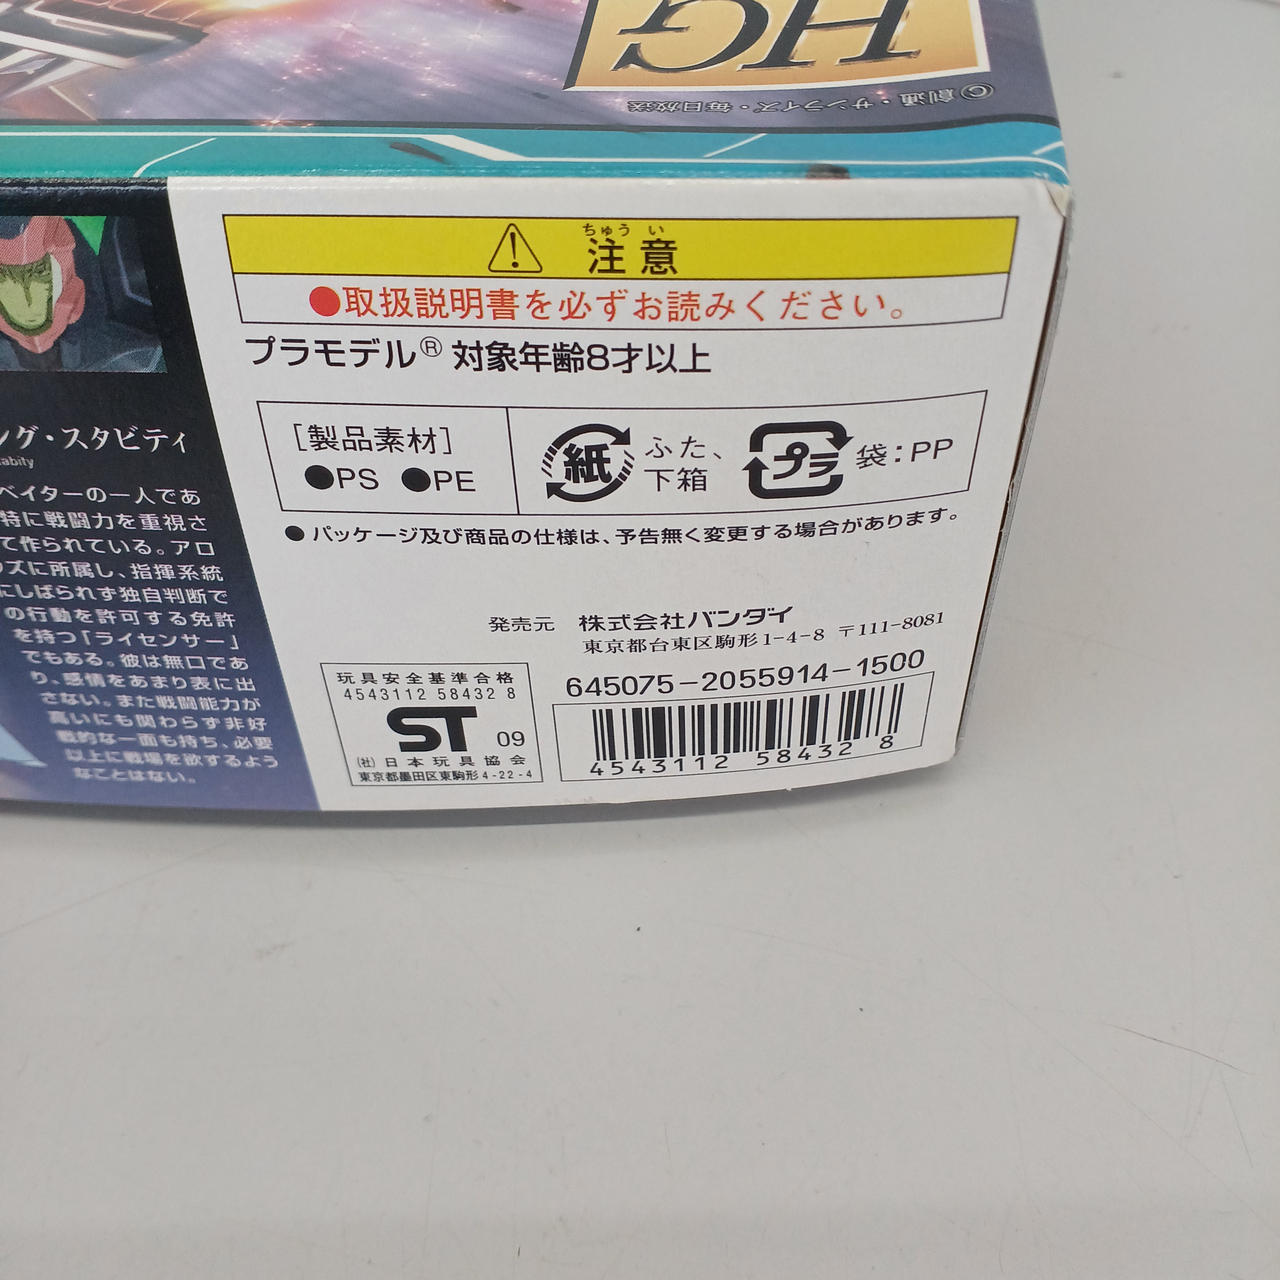 HG
©創通・サンライズ・毎日放送
ちゅう い
注意
●取扱説明書を必ずお読みください。
プラモデル® 対象年齢8才以上
[製品素材]
●PS ●PE
紙 ふた、
下箱
プラ 袋:PP
●パッケージ及び商品の仕様は、予告無く変更する場合があります。
発売元 株式会社バンダイ
東京都台東区駒形1-4-8 〒111-8081
645075-2055914-1500
4543112 58432 8
玩具安全基準合格
4543112 58432 8
ST 09
(社)日本玩具協会
東京都墨田区東駒形4-22-4
ング・スタビティ
tabity
ベイターの一人であ
特に戦闘力を重視さ
て作られている。アロ
ズに所属し、指揮系統
にしばられず独自判断で
の行動を許可する免許
を持つ「ライセンサー」
でもある。彼は無口であ
り、感情をあまり表に出
さない。また戦闘能力が
高いにも関わらず非好
戦的な一面も持ち、必要
以上に戦場を欲するよう
なことはない。